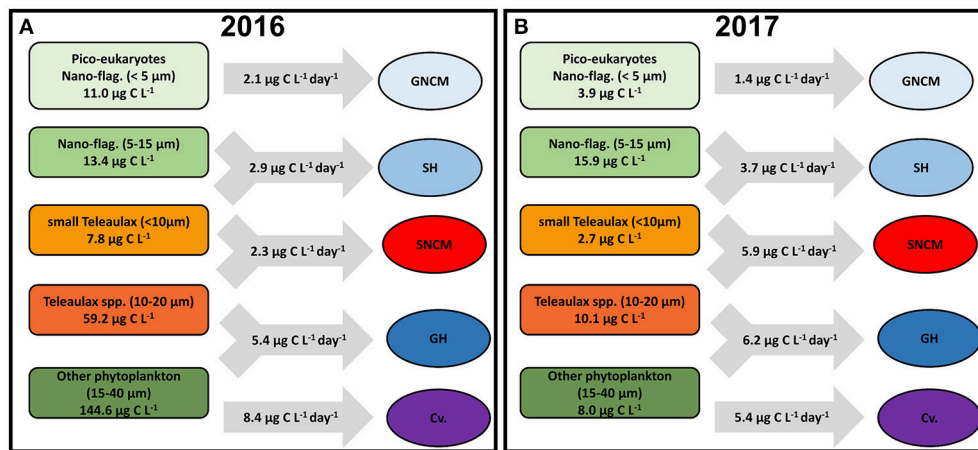 A
2016
Pico-eukaryotes
Nano-flag. (< 5 µm)
11.0 µg C L⁻¹
2.1 µg C L⁻¹ day⁻¹
GNCM
Nano-flag. (5-15 µm)
13.4 µg C L⁻¹
2.9 µg C L⁻¹ day⁻¹
SH
small Teleaulax (<10µm)
7.8 µg C L⁻¹
2.3 µg C L⁻¹ day⁻¹
SNCM
Teleaulax spp. (10-20 µm)
59.2 µg C L⁻¹
5.4 µg C L⁻¹ day⁻¹
GH
Other phytoplankton
(15-40 µm)
144.6 µg C L⁻¹
8.4 µg C L⁻¹ day⁻¹
Cv.
B
2017
Pico-eukaryotes
Nano-flag. (< 5 µm)
3.9 µg C L⁻¹
1.4 µg C L⁻¹ day⁻¹
GNCM
Nano-flag. (5-15 µm)
15.9 µg C L⁻¹
3.7 µg C L⁻¹ day⁻¹
SH
small Teleaulax (<10µm)
2.7 µg C L⁻¹
5.9 µg C L⁻¹ day⁻¹
SNCM
Teleaulax spp. (10-20 µm)
10.1 µg C L⁻¹
6.2 µg C L⁻¹ day⁻¹
GH
Other phytoplankton
(15-40 µm)
8.0 µg C L⁻¹
5.4 µg C L⁻¹ day⁻¹
Cv.